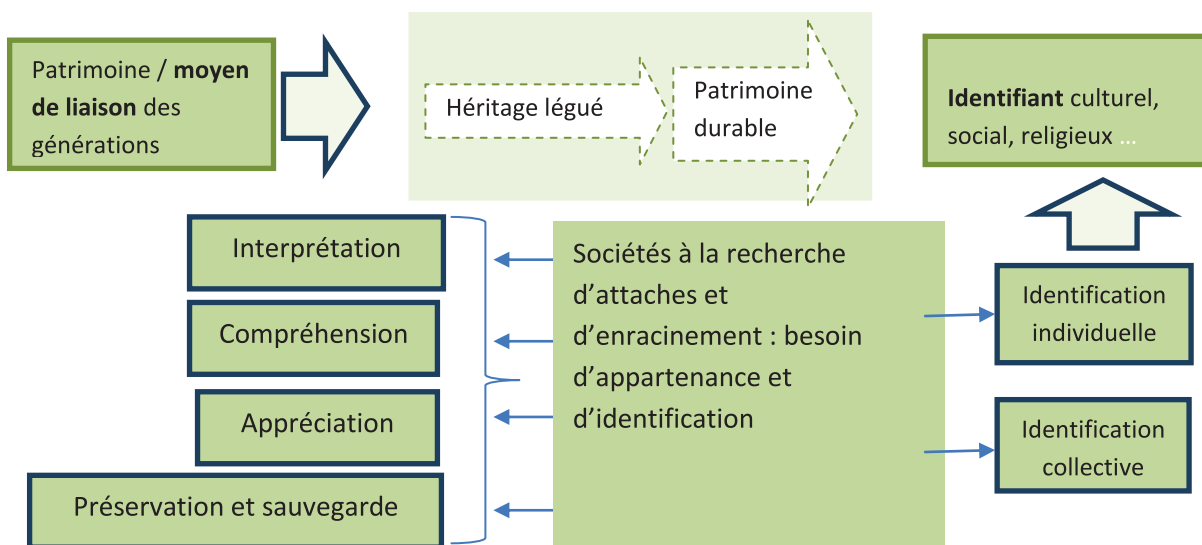 Patrimoine / moyen
de liaison des
générations
Héritage légué
Patrimoine
durable
Identifiant culturel,
social, religieux ...
Interprétation
Compréhension
Appréciation
Préservation et sauvegarde
Sociétés à la recherche
d’attaches et
d’enracinement : besoin
d’appartenance et
d’identification
Identification
individuelle
Identification
collective